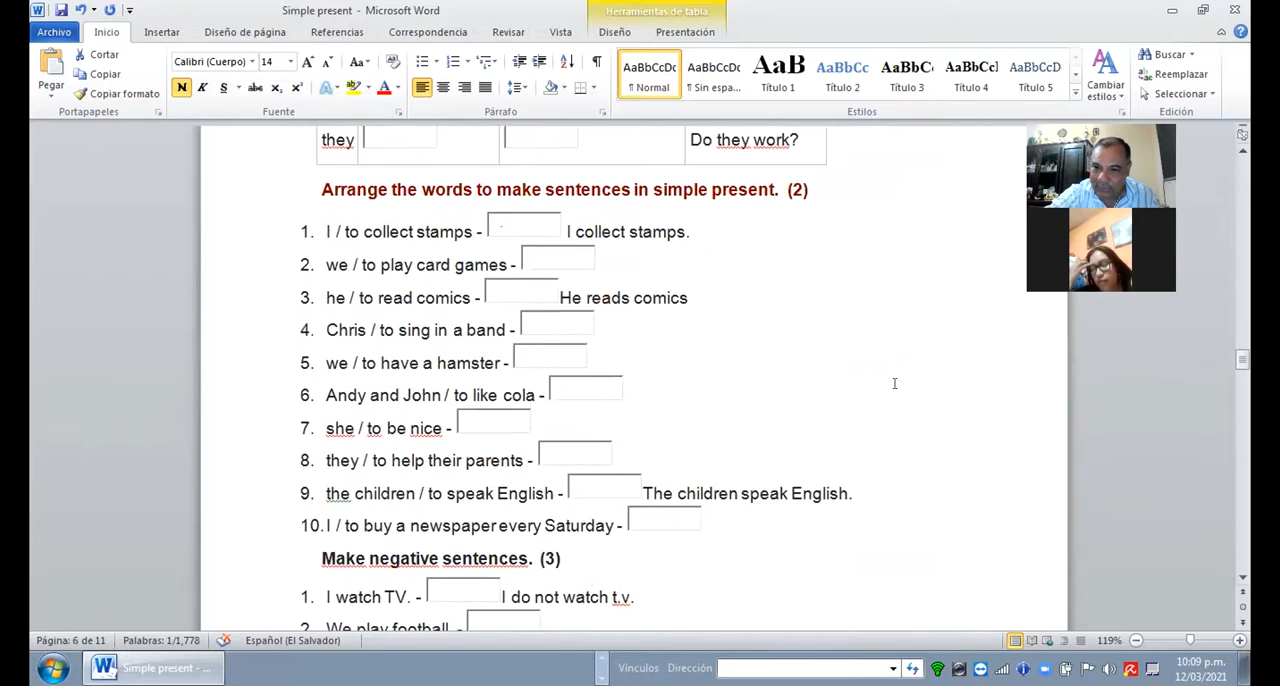 Simple present - Microsoft Word
Herramientas de tabla
Archivo Inicio Insertar Diseño de página Referencias Correspondencia Revisar Vista Diseño Presentación
Pegar
Cortar
Copiar
Copiar formato
Portapapeles
Calibri (Cuerpo) 14
Fuente
Párrafo
AaBbCcDc AaBbCcDc AaB AaBbCc AaBbCc AaBbCcI AaBbCcD
¶ Normal ¶ Sin espa... Título 1 Título 2 Título 3 Título 4 Título 5
Estilos
Cambiar
estilos
Buscar
Reemplazar
Seleccionar
Edición
they Do they work?
Arrange the words to make sentences in simple present. (2)
1. I / to collect stamps - I collect stamps.
2. we / to play card games -
3. he / to read comics - He reads comics
4. Chris / to sing in a band -
5. we / to have a hamster -
6. Andy and John / to like cola -
7. she / to be nice -
8. they / to help their parents -
9. the children / to speak English - The children speak English.
10. I / to buy a newspaper every Saturday -
Make negative sentences. (3)
1. I watch TV. - I do not watch t.v.
2. We play football. -
Página: 6 de 11 Palabras: 1/1,778 Español (El Salvador) 119%
Simple present - ...
Vínculos Dirección
10:09 p.m.
12/03/2021